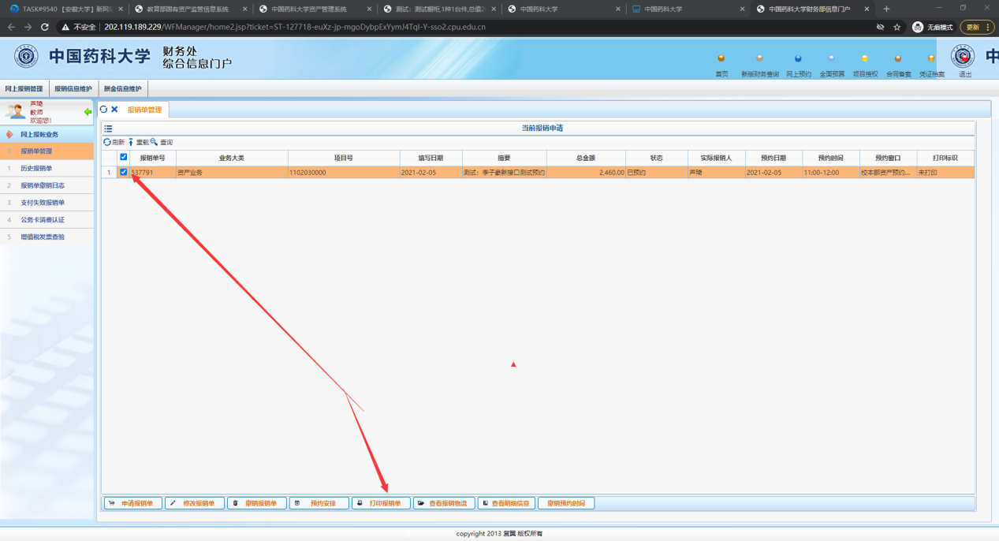 TASK#9540 【安徽大学】新网
教育部国有资产监管信息系统
中国药科大学资产管理系统
测试：测试橱柜,1种1台件,总值2
中国药科大学
中国药科大学
中国药科大学财务部信息门户
不安全 202.119.189.229/WFManager/home2.jsp?ticket=ST-127718-euXz-jp-mgoDybpExYymJ4TqI-Y-sso2.cpu.edu.cn
无痕模式
更新
中国药科大学
财务处
综合信息门户
首页
新版财务查询
网上预约
全面预算
项目授权
合同备案
凭证档案
退出
中
网上报销管理
报销信息维护
酬金信息维护
声琦
教师
欢迎您!
报销单管理
网上报帐业务
0 报销单管理
1 历史报销单
2 报销单撤销日志
3 支付失败报销单
4 公务卡消费认证
5 增值税发票查验
当前报销申请
刷新 重载 查询
报销单号 业务大类 项目号 填写日期 摘要 总金额 状态 实际报销人 预约日期 预约时间 预约窗口 打印标识
1 537791 资产业务 1102030000 2021-02-05 测试：李子豪新接口测试预约 2,460.00 已预约 声琦 2021-02-05 11:00-12:00 校本部资产预约... 未打印
申请报销单 修改报销单 撤销报销单 预约安排 打印报销单 查看报销物流 查看明细信息 撤销预约时间
copyright 2013 复翼 版权所有